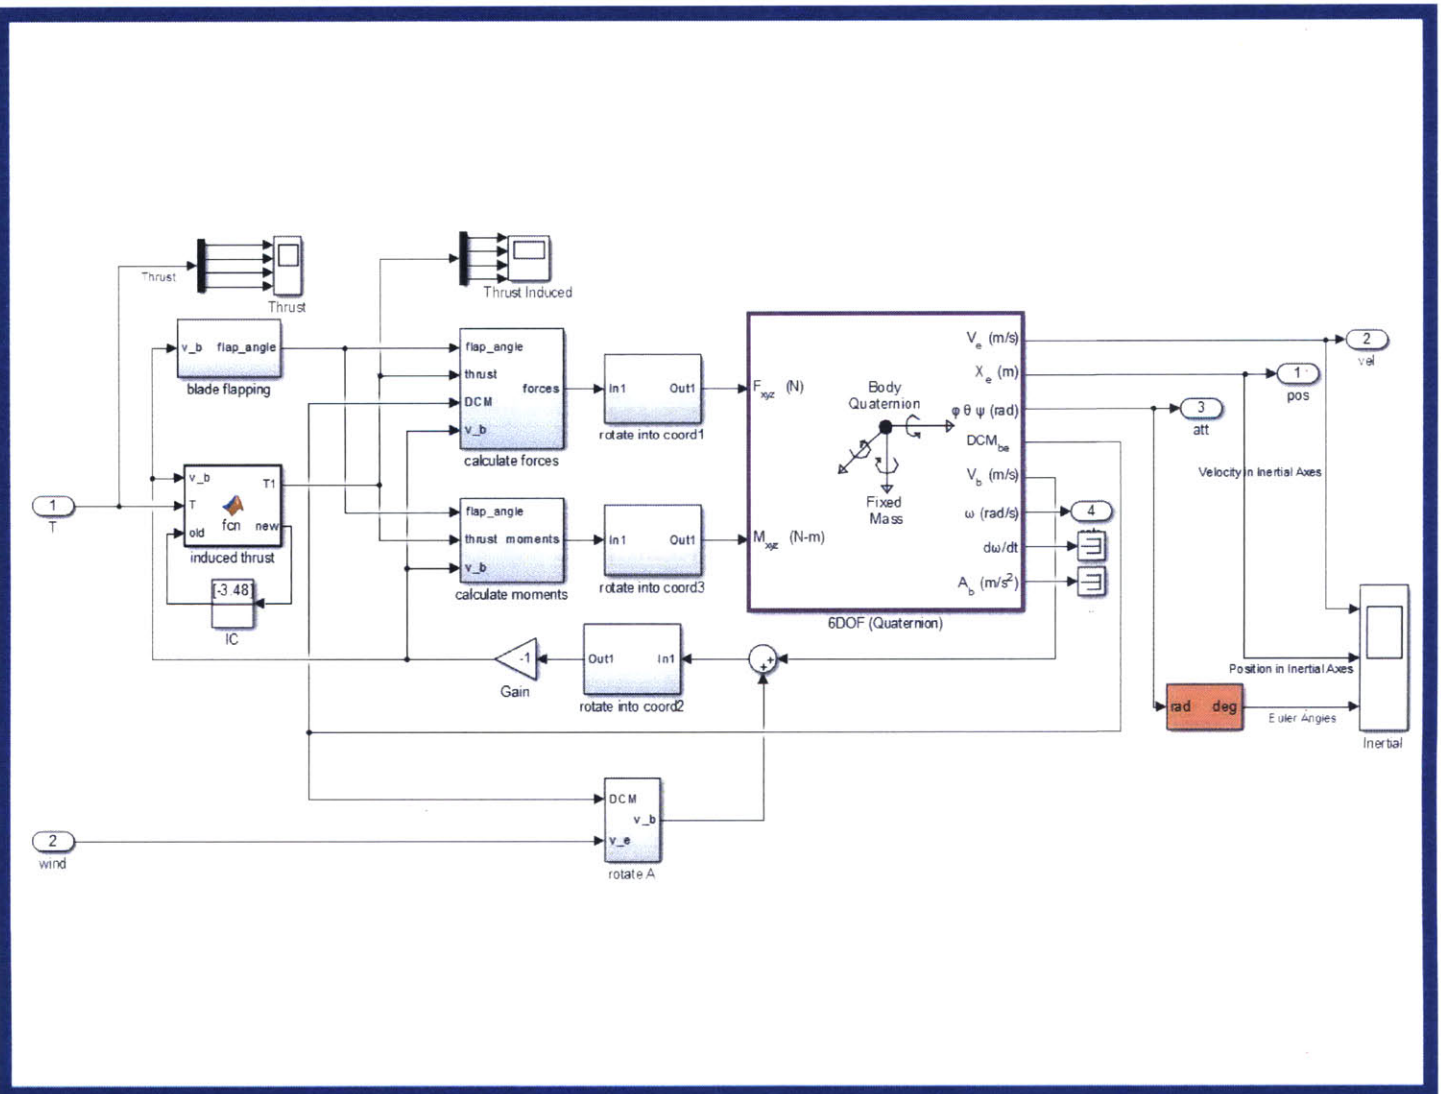 Thrust
Thrust
Thrust Induced
v_b flap_angle
blade flapping
flap_angle
thrust
forces
DCM
v_b
calculate forces
In1 Out1
rotate into coord1
F_xyz (N)
Body
Quaternion
Fixed
Mass
M_xyz (N-m)
V_e (m/s)
X_e (m)
φ θ ψ (rad)
DCM_be
V_b (m/s)
ω (rad/s)
dω/dt
A_b (m/s²)
6DOF (Quaternion)
2
vel
1
pos
3
att
4
Velocity in Inertial Axes
1
T
v_b
T1
T
fcn
new
old
induced thrust
[-3.48]
IC
flap_angle
thrust moments
v_b
calculate moments
In1 Out1
rotate into coord3
-1
Gain
Out1 In1
rotate into coord2
++
Position in Inertial Axes
rad deg
Euler Angles
Inertial
DCM
v_b
v_e
rotate A
2
wind